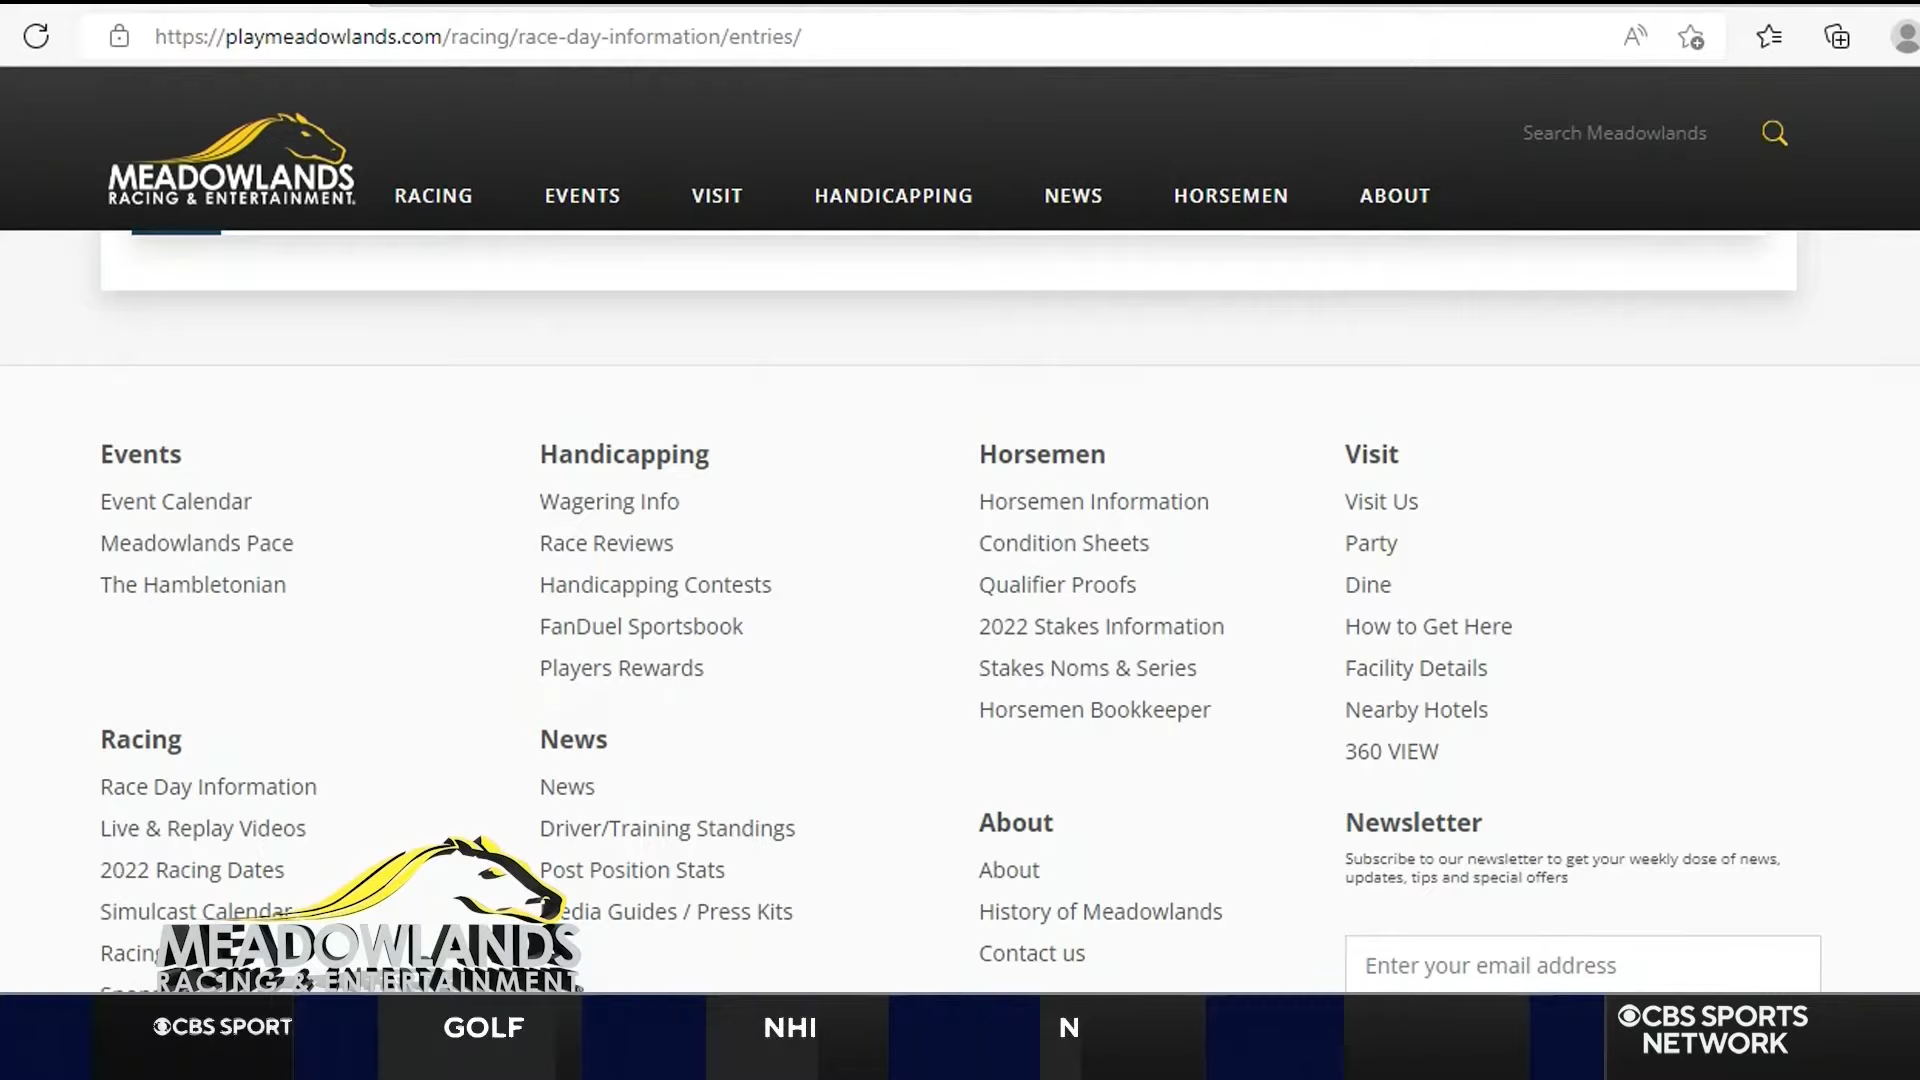 https://playmeadowlands.com/racing/race-day-information/entries/
MEADOWLANDS
RACING & ENTERTAINMENT.
Search Meadowlands
RACING
EVENTS
VISIT
HANDICAPPING
NEWS
HORSEMEN
ABOUT
Events
Event Calendar
Meadowlands Pace
The Hambletonian
Handicapping
Wagering Info
Race Reviews
Handicapping Contests
FanDuel Sportsbook
Players Rewards
Horsemen
Horsemen Information
Condition Sheets
Qualifier Proofs
2022 Stakes Information
Stakes Noms & Series
Horsemen Bookkeeper
Visit
Visit Us
Party
Dine
How to Get Here
Facility Details
Nearby Hotels
360 VIEW
Racing
Race Day Information
Live & Replay Videos
2022 Racing Dates
Simulcast Calendar
Racing
News
News
Driver/Training Standings
Post Position Stats
edia Guides / Press Kits
About
About
History of Meadowlands
Contact us
Newsletter
Subscribe to our newsletter to get your weekly dose of news,
updates, tips and special offers
Enter your email address
MEADOWLANDS
RACING & ENTERTAINMENT.
CBS SPORT
GOLF
NHI
N
CBS SPORTS
NETWORK